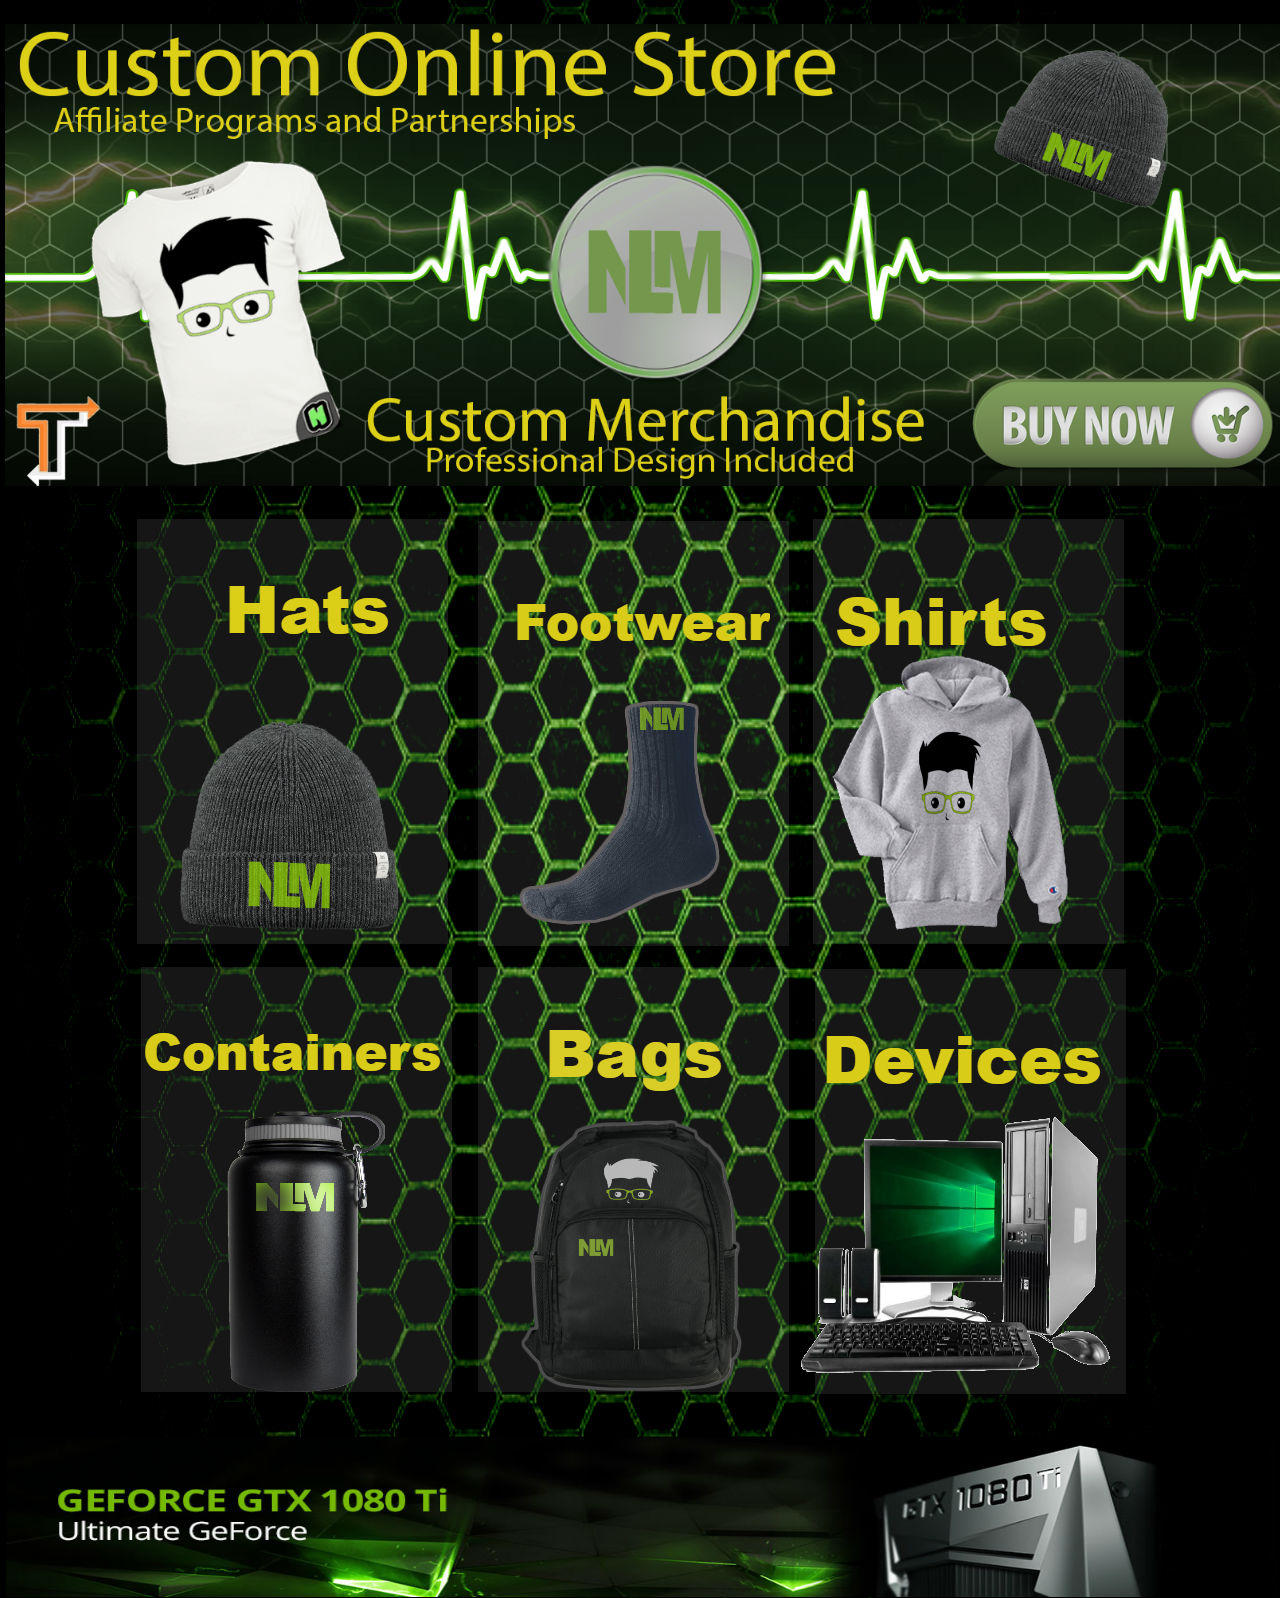 Custom Online Store
Affiliate Programs and Partnerships
NLM
NLM
N
T
Custom Merchandise
Professional Design Included
BUY NOW
Hats
Footwear
Shirts
NLM
NLM
Containers
Bags
Devices
NLM
NLM
GEFORCE GTX 1080 Ti
Ultimate GeForce
GTX 1080 Ti